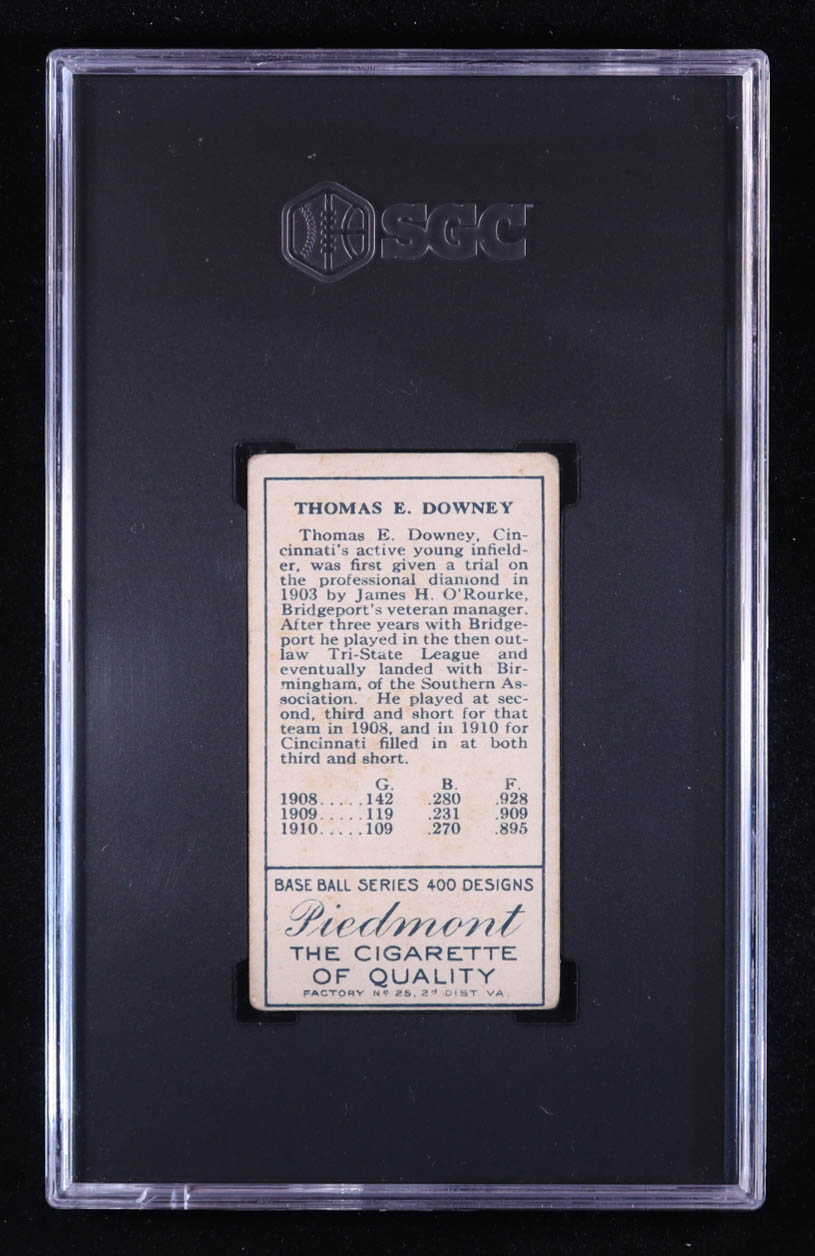 SGC
THOMAS E. DOWNEY
Thomas E. Downey, Cin-
cinnati's active young infield-
er, was first given a trial on
the professional diamond in
1903 by James H. O'Rourke,
Bridgeport's veteran manager.
After three years with Bridge-
port he played in the then out-
law Tri-State League and
eventually landed with Bir-
mingham, of the Southern As-
sociation. He played at sec-
ond, third and short for that
team in 1908, and in 1910 for
Cincinnati filled in at both
third and short.
G. B. F.
1908.....142 .280 .928
1909.....119 .231 .909
1910.....109 .270 .895
BASE BALL SERIES 400 DESIGNS
Piedmont
THE CIGARETTE
OF QUALITY
FACTORY Nº 25, 2ᵈ DIST. VA.